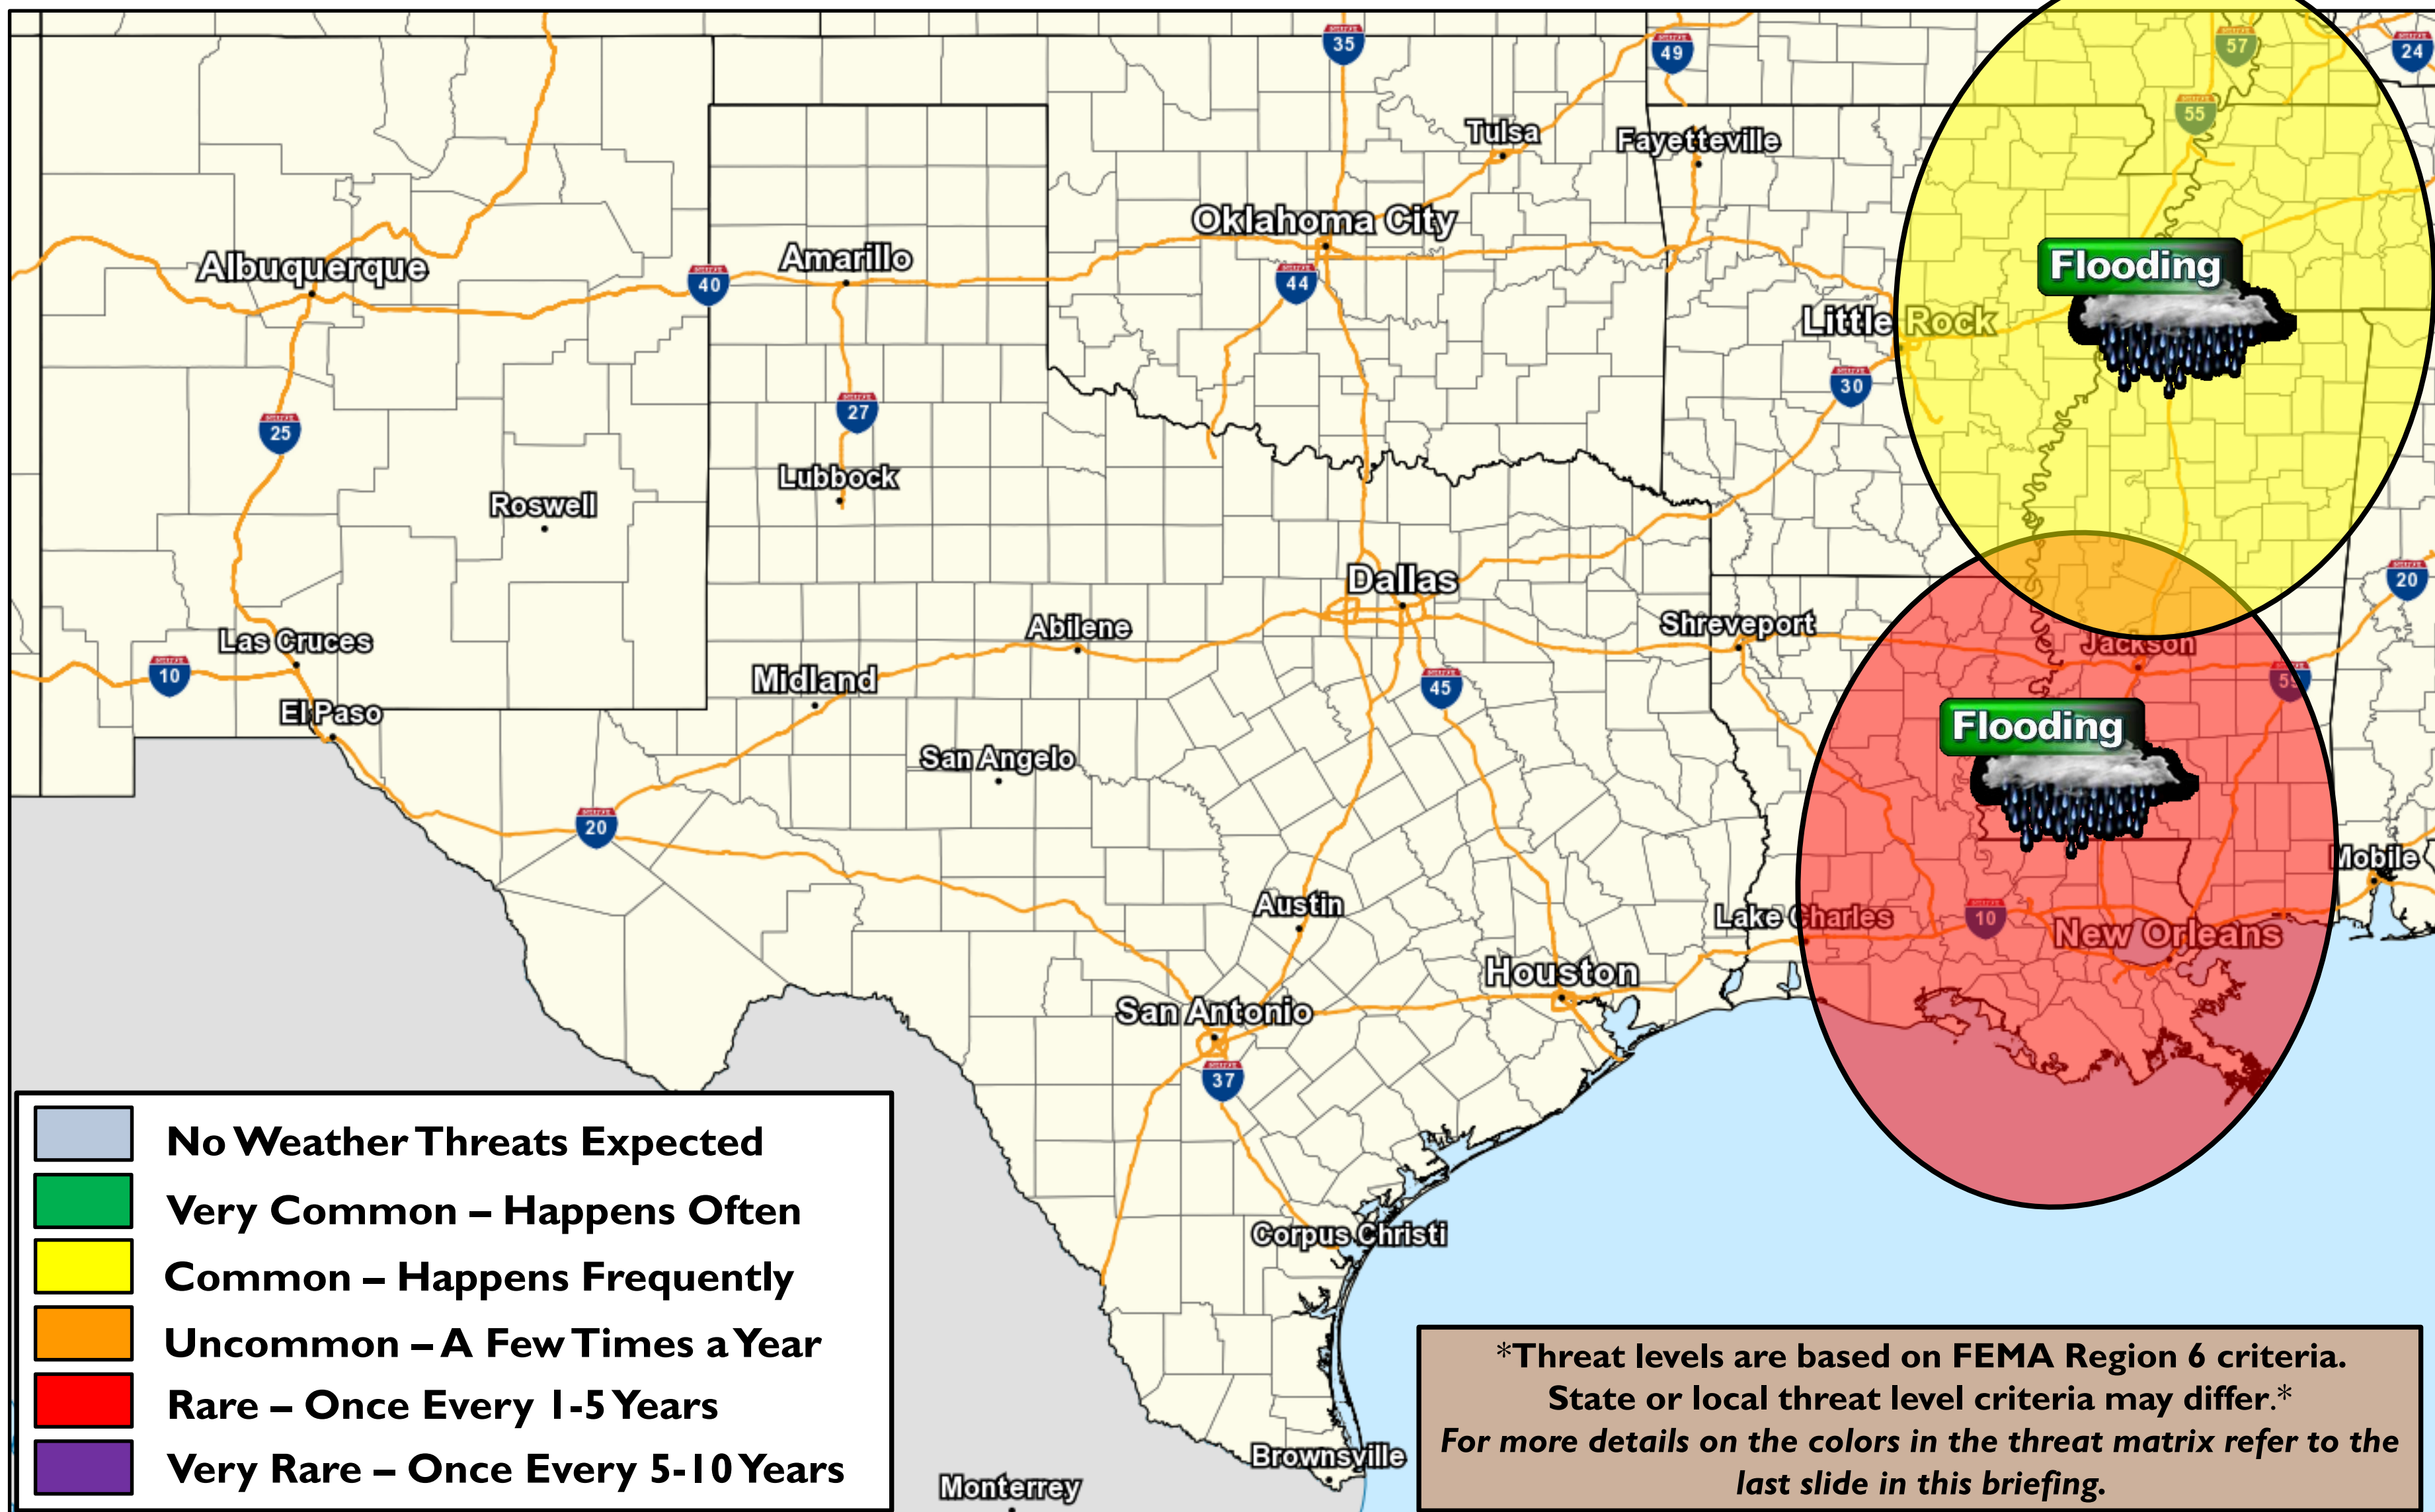 35
49
57
24
55
Tulsa
Fayetteville
Oklahoma City
Albuquerque
Amarillo
40
44
Flooding
Little Rock
30
27
25
Lubbock
Roswell
Dallas
20
Shreveport
Abilene
Las Cruces
Jackson
10
Midland
45
El Paso
San Angelo
Flooding
20
Mobile
Austin
Lake Charles
10
New Orleans
Houston
San Antonio
37
Corpus Christi
Brownsville
Monterrey
No Weather Threats Expected
Very Common – Happens Often
Common – Happens Frequently
Uncommon – A Few Times a Year
Rare – Once Every 1-5 Years
Very Rare – Once Every 5-10 Years
*Threat levels are based on FEMA Region 6 criteria.
State or local threat level criteria may differ.*
For more details on the colors in the threat matrix refer to the
last slide in this briefing.